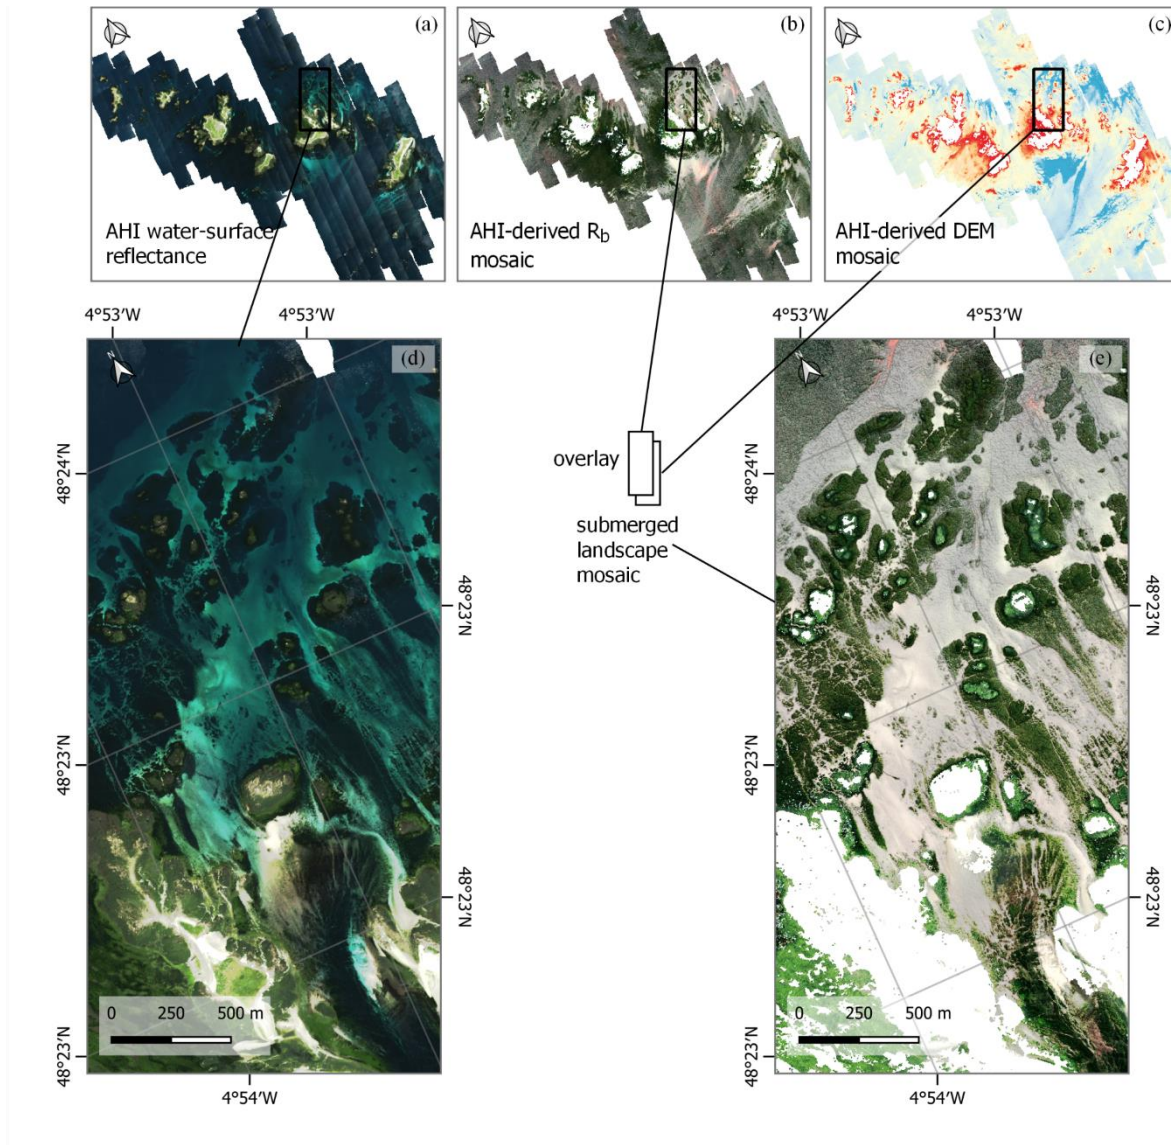 (a)
AHI water-surface
reflectance
(b)
AHI-derived Rb
mosaic
(c)
AHI-derived DEM
mosaic
4°53'W
4°53'W
4°53'W
4°53'W
(d)
N
(e)
N
48°24'N
48°23'N
48°23'N
48°23'N
48°23'N
overlay
submerged
landscape
mosaic
48°24'N
48°23'N
48°23'N
48°23'N
48°23'N
0 250 500 m
0 250 500 m
4°54'W
4°54'W